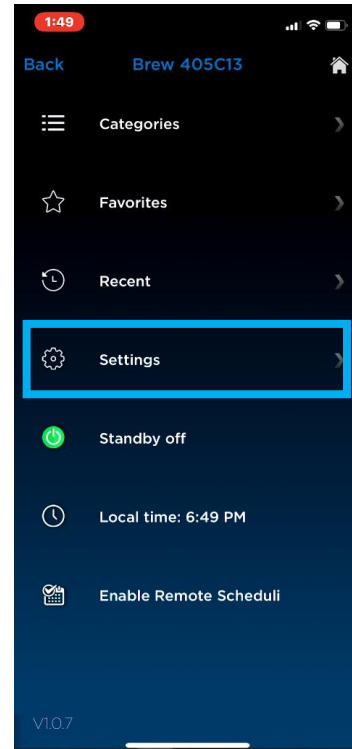 1:49
Back Brew 405C13
Categories
Favorites
Recent
Settings
Standby off
Local time: 6:49 PM
Enable Remote Scheduli
V1.0.7